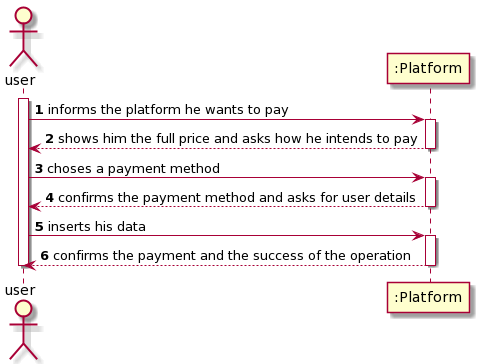 user
:Platform
1 informs the platform he wants to pay
2 shows him the full price and asks how he intends to pay
3 choses a payment method
4 confirms the payment method and asks for user details
5 inserts his data
6 confirms the payment and the success of the operation
user
:Platform